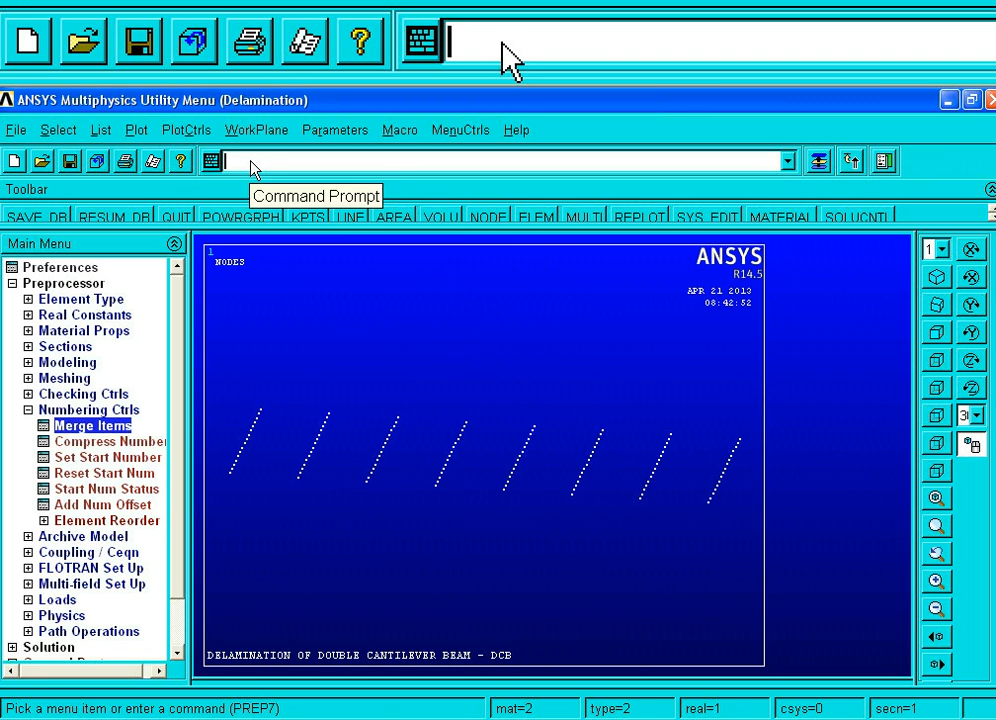 ANSYS Multiphysics Utility Menu (Delamination)
File Select List Plot PlotCtrls WorkPlane Parameters Macro MenuCtrls Help
Command Prompt
Toolbar
SAVE_DB RESUM_DB QUIT POWRGRPH KPTS LINE AREA VOLU NODE ELEM MULTI REPLOT SYS_EDIT MATERIAL SOLUCNTL
Main Menu
Preferences
Preprocessor
Element Type
Real Constants
Material Props
Sections
Modeling
Meshing
Checking Ctrls
Numbering Ctrls
Merge Items
Compress Number
Set Start Number
Reset Start Num
Start Num Status
Add Num Offset
Element Reorder
Archive Model
Coupling / Ceqn
FLOTRAN Set Up
Multi-field Set Up
Loads
Physics
Path Operations
Solution
1
NODES
ANSYS
R14.5
APR 21 2013
08:42:52
DELAMINATION OF DOUBLE CANTILEVER BEAM - DCB
1
3
Pick a menu item or enter a command (PREP7)
mat=2
type=2
real=1
csys=0
secn=1